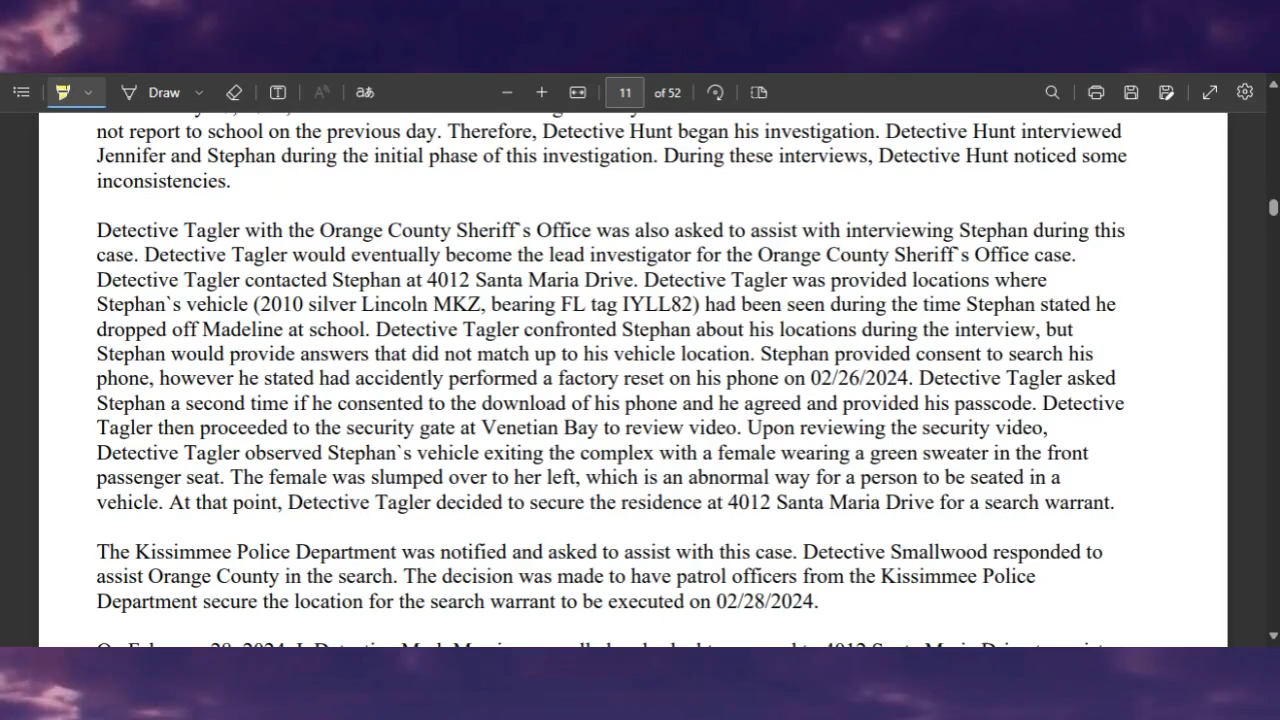 Draw
11 of 52
not report to school on the previous day. Therefore, Detective Hunt began his investigation. Detective Hunt interviewed
Jennifer and Stephan during the initial phase of this investigation. During these interviews, Detective Hunt noticed some
inconsistencies.
Detective Tagler with the Orange County Sheriff`s Office was also asked to assist with interviewing Stephan during this
case. Detective Tagler would eventually become the lead investigator for the Orange County Sheriff`s Office case.
Detective Tagler contacted Stephan at 4012 Santa Maria Drive. Detective Tagler was provided locations where
Stephan`s vehicle (2010 silver Lincoln MKZ, bearing FL tag IYLL82) had been seen during the time Stephan stated he
dropped off Madeline at school. Detective Tagler confronted Stephan about his locations during the interview, but
Stephan would provide answers that did not match up to his vehicle location. Stephan provided consent to search his
phone, however he stated had accidently performed a factory reset on his phone on 02/26/2024. Detective Tagler asked
Stephan a second time if he consented to the download of his phone and he agreed and provided his passcode. Detective
Tagler then proceeded to the security gate at Venetian Bay to review video. Upon reviewing the security video,
Detective Tagler observed Stephan`s vehicle exiting the complex with a female wearing a green sweater in the front
passenger seat. The female was slumped over to her left, which is an abnormal way for a person to be seated in a
vehicle. At that point, Detective Tagler decided to secure the residence at 4012 Santa Maria Drive for a search warrant.
The Kissimmee Police Department was notified and asked to assist with this case. Detective Smallwood responded to
assist Orange County in the search. The decision was made to have patrol officers from the Kissimmee Police
Department secure the location for the search warrant to be executed on 02/28/2024.